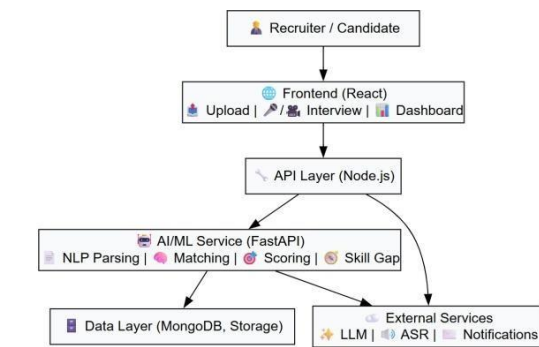 Recruiter / Candidate
Frontend (React)
Upload | / Interview | Dashboard
API Layer (Node.js)
AI/ML Service (FastAPI)
NLP Parsing | Matching | Scoring | Skill Gap
Data Layer (MongoDB, Storage)
External Services
LLM | ASR | Notifications